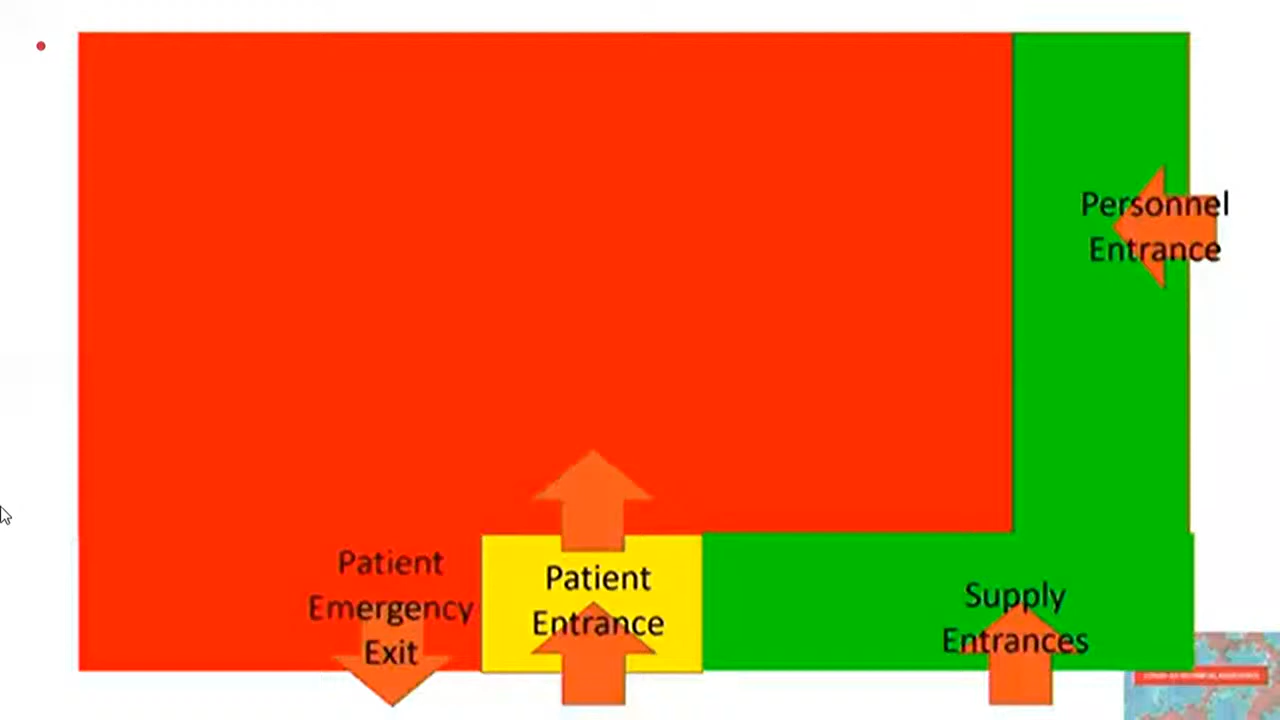 Personnel
Entrance
Patient
Emergency
Exit
Patient
Entrance
Supply
Entrances